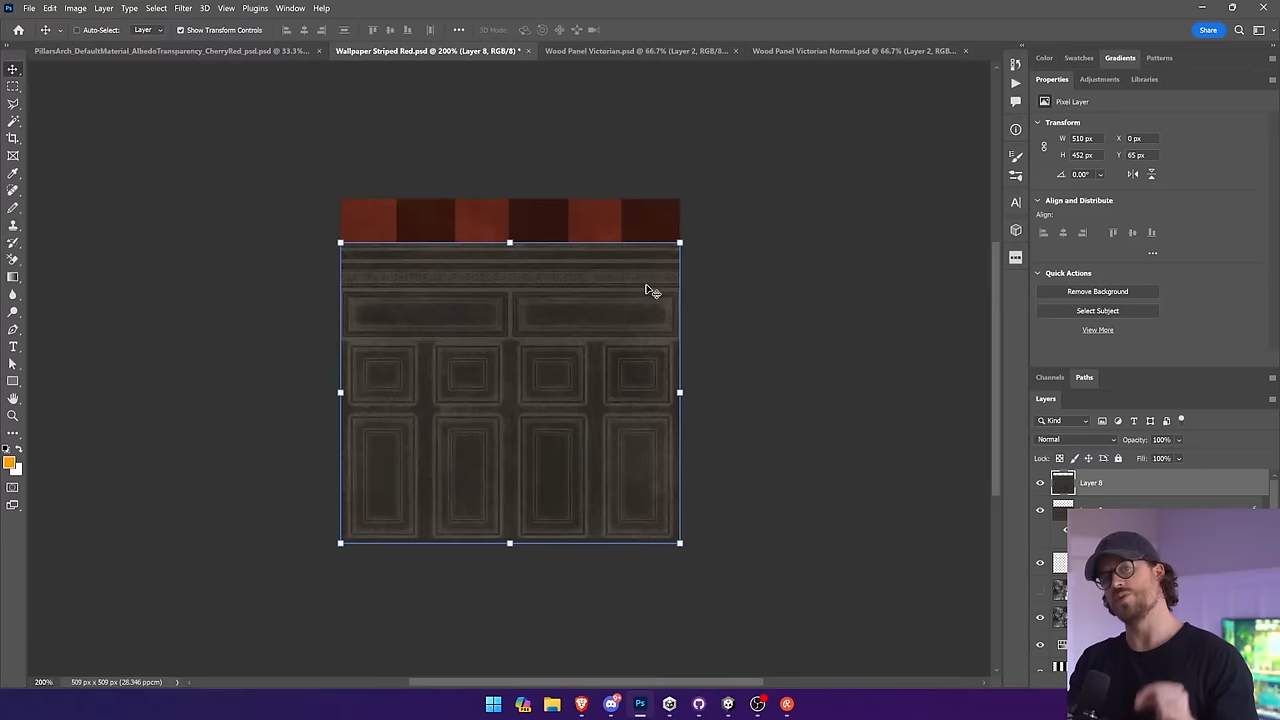 File Edit Image Layer Type Select Filter 3D View Plugins Window Help
Auto-Select: Layer Show Transform Controls 3D Mode: Share
PillarsArch_DefaultMaterial_AlbedoTransparency_CherryRed_psd.psd @ 33.3%... × Wallpaper Striped Red.psd @ 200% (Layer 8, RGB/8) * × Wood Panel Victorian.psd @ 66.7% (Layer 2, RGB/8... × Wood Panel Victorian Normal.psd @ 66.7% (Layer 2, RGB... ×
Color Swatches Gradients Patterns
Properties Adjustments Libraries
Pixel Layer
Transform
W 510 px X 0 px
H 452 px Y 65 px
0.00°
Align and Distribute
Align:
Quick Actions
Remove Background
Select Subject
View More
Channels Paths
Layers
Kind
Normal Opacity: 100%
Lock: Fill: 100%
Layer 8
200% 509 px x 509 px (28.346 ppcm)